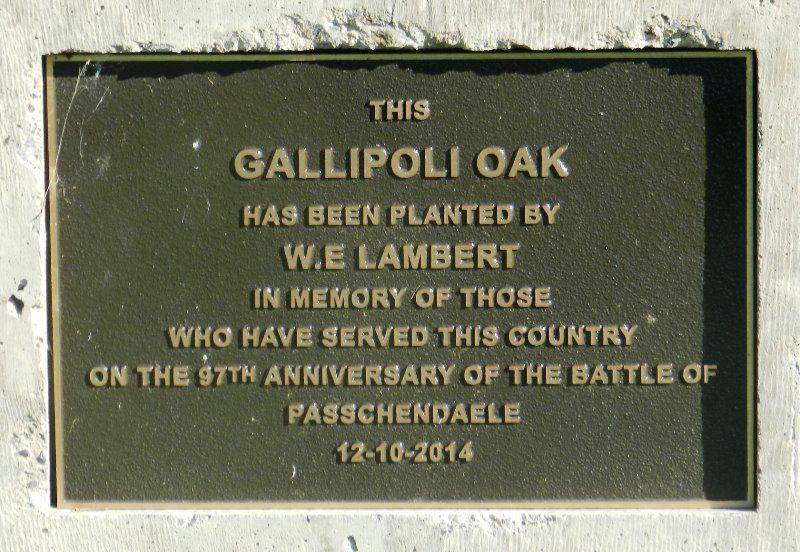 THIS
GALLIPOLI OAK
HAS BEEN PLANTED BY
W.E LAMBERT
IN MEMORY OF THOSE
WHO HAVE SERVED THIS COUNTRY
ON THE 97TH ANNIVERSARY OF THE BATTLE OF
PASSCHENDAELE
12-10-2014